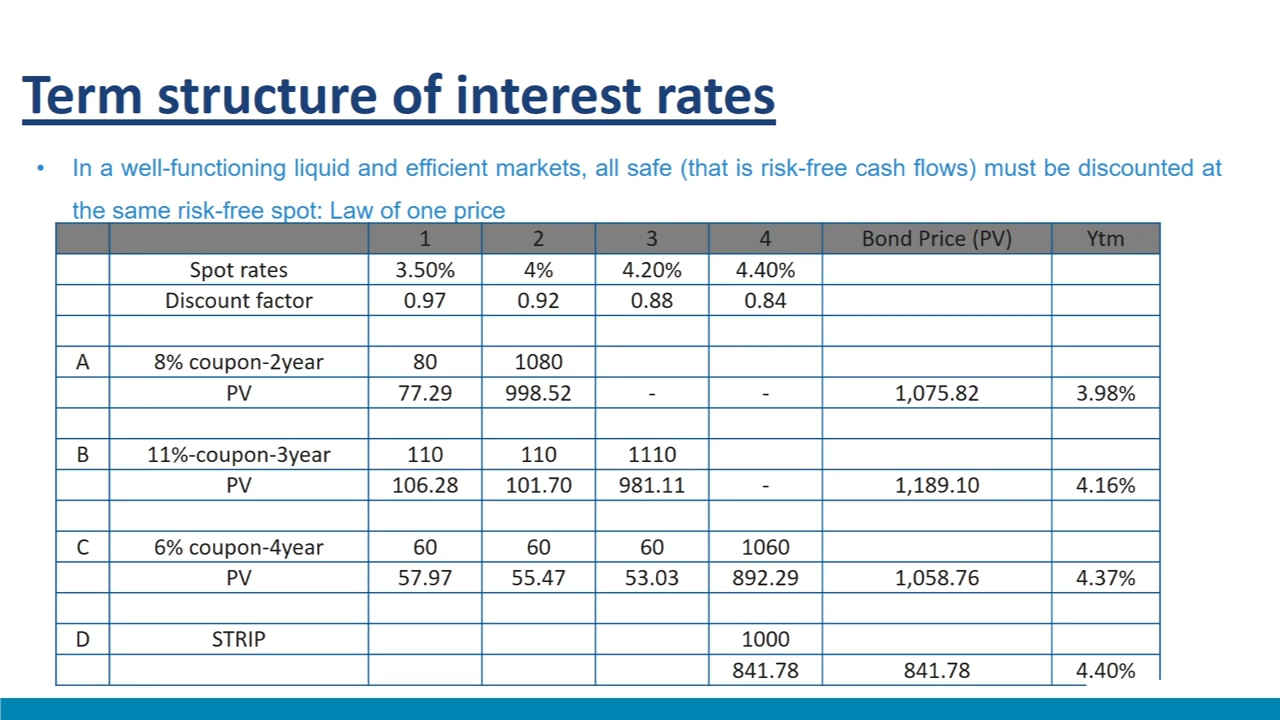 Term structure of interest rates
• In a well-functioning liquid and efficient markets, all safe (that is risk-free cash flows) must be discounted at
the same risk-free spot: Law of one price
1 2 3 4 Bond Price (PV) Ytm
Spot rates 3.50% 4% 4.20% 4.40%
Discount factor 0.97 0.92 0.88 0.84
A 8% coupon-2year 80 1080
PV 77.29 998.52 - - 1,075.82 3.98%
B 11%-coupon-3year 110 110 1110
PV 106.28 101.70 981.11 - 1,189.10 4.16%
C 6% coupon-4year 60 60 60 1060
PV 57.97 55.47 53.03 892.29 1,058.76 4.37%
D STRIP 1000
841.78 841.78 4.40%